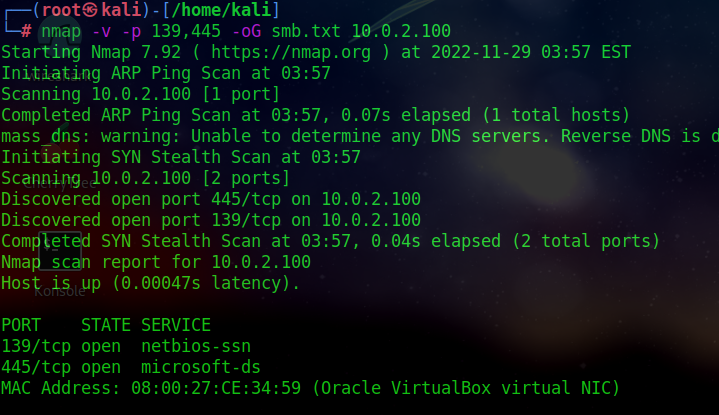 ┌──(root㉿kali)-[/home/kali]
└─# nmap -v -p 139,445 -oG smb.txt 10.0.2.100
Starting Nmap 7.92 ( https://nmap.org ) at 2022-11-29 03:57 EST
Initiating ARP Ping Scan at 03:57
Scanning 10.0.2.100 [1 port]
Completed ARP Ping Scan at 03:57, 0.07s elapsed (1 total hosts)
mass_dns: warning: Unable to determine any DNS servers. Reverse DNS is d
Initiating SYN Stealth Scan at 03:57
Scanning 10.0.2.100 [2 ports]
Discovered open port 445/tcp on 10.0.2.100
Discovered open port 139/tcp on 10.0.2.100
Completed SYN Stealth Scan at 03:57, 0.04s elapsed (2 total ports)
Nmap scan report for 10.0.2.100
Host is up (0.00047s latency).
Konsole
PORT    STATE SERVICE
139/tcp open  netbios-ssn
445/tcp open  microsoft-ds
MAC Address: 08:00:27:CE:34:59 (Oracle VirtualBox virtual NIC)